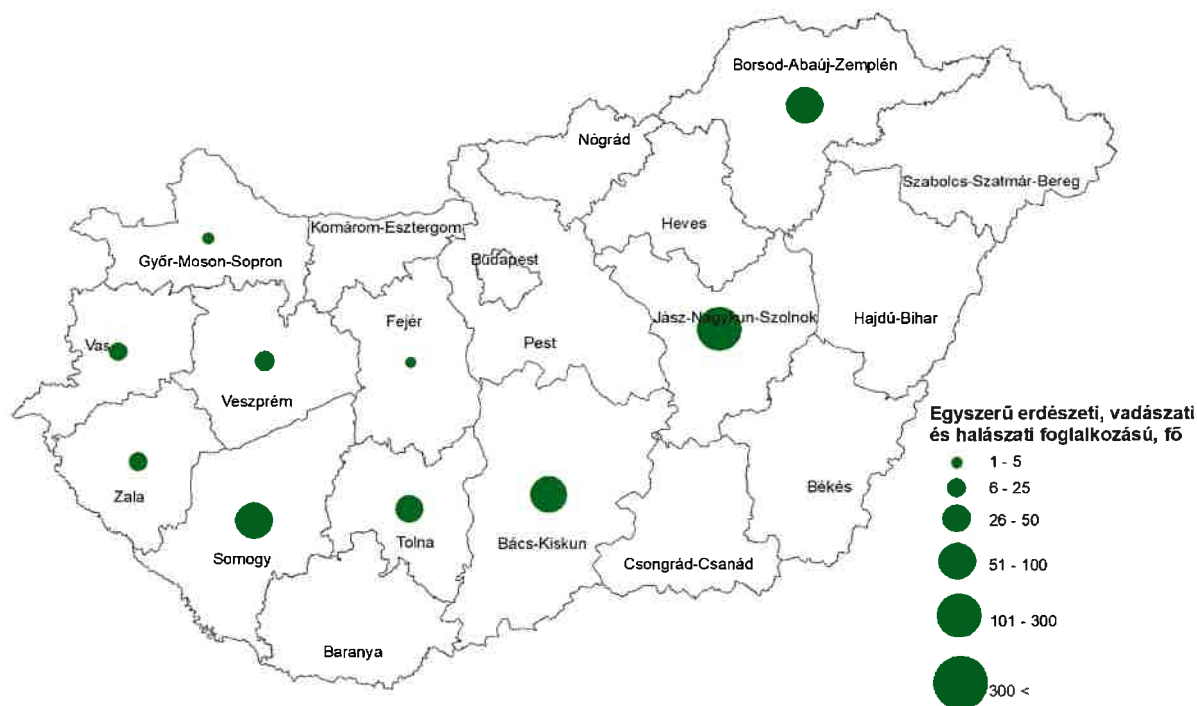 Borsod-Abaúj-Zemplén
Nógrád
Szabolcs-Szatmár-Bereg
Heves
Komárom-Esztergom
Budapest
Győr-Moson-Sopron
Jász-Nagykun-Szolnok
Hajdú-Bihar
Fejér
Pest
Vas
Veszprém
Zala
Somogy
Tolna
Bács-Kiskun
Békés
Csongrád-Csanád
Baranya
Egyszerű erdészeti, vadászati
és halászati foglalkozású, fő
1 - 5
6 - 25
26 - 50
51 - 100
101 - 300
300 <